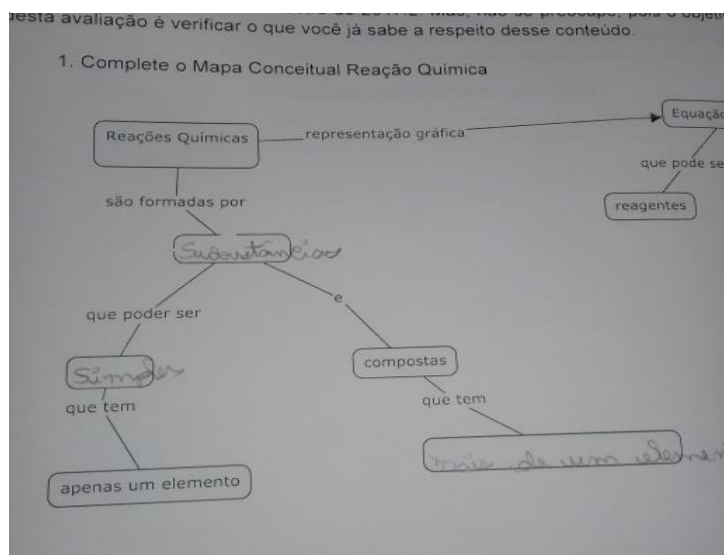 desta avaliação é verificar o que você já sabe a respeito desse conteúdo.
1. Complete o Mapa Conceitual Reação Química
Reações Químicas
representação gráfica
Equação
que pode se
reagentes
são formadas por
Substâncias
que poder ser
e
Simples
compostas
que tem
que tem
apenas um elemento
mais de um elemen